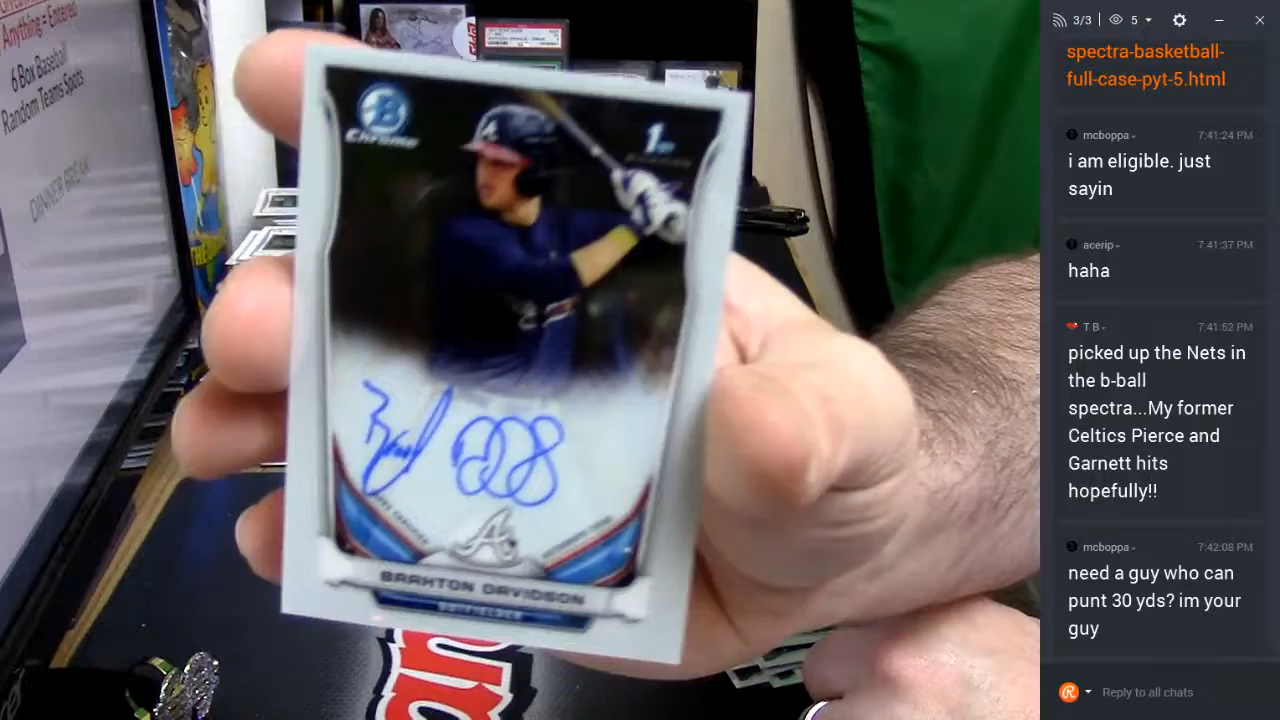 Anything = Entered
6 Box Baseball
Random Teams Spots
DINNER BREAK
B
Chrome
1st
A
BRAXTON DAVIDSON
OUTFIELDER
3/3
5
spectra-basketball-
full-case-pyt-5.html
mcboppa
7:41:24 PM
i am eligible. just
sayin
acerip
7:41:37 PM
haha
T B
7:41:52 PM
picked up the Nets in
the b-ball
spectra...My former
Celtics Pierce and
Garnett hits
hopefully!!
mcboppa
7:42:08 PM
need a guy who can
punt 30 yds? im your
guy
Reply to all chats